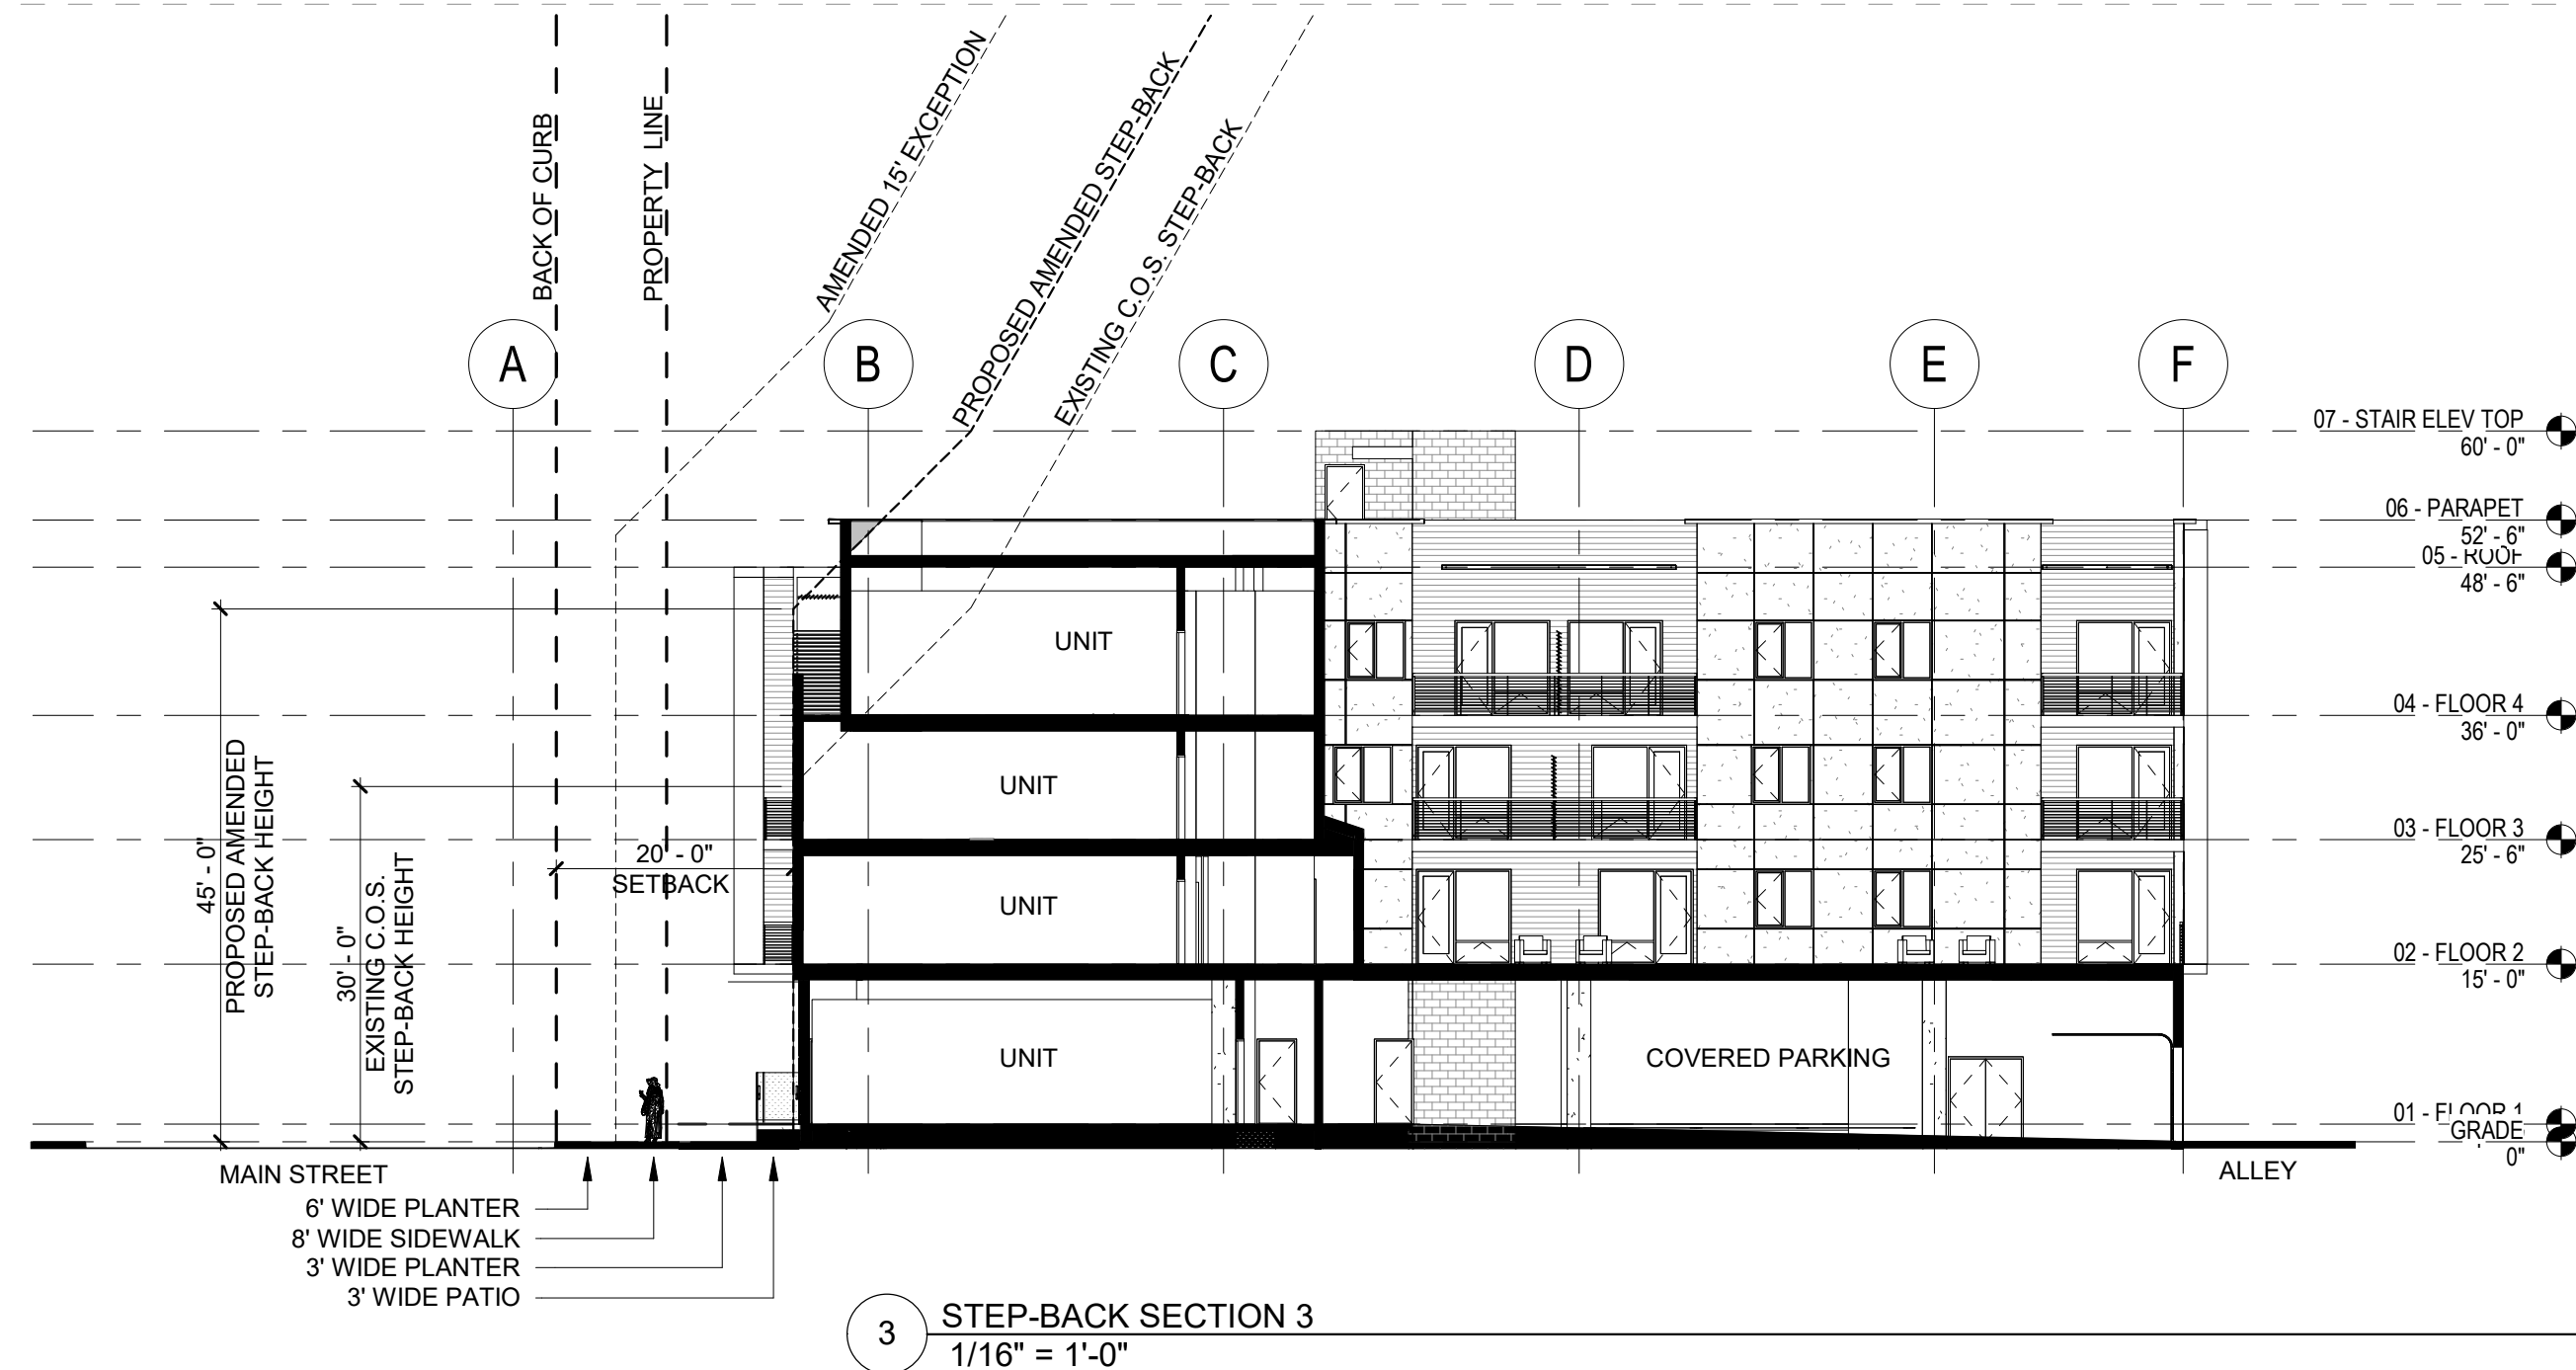 BACK OF CURB
PROPERTY LINE
AMENDED 15' EXCEPTION
PROPOSED AMENDED STEP-BACK
EXISTING C.O.S. STEP-BACK
A
B
C
D
E
F
07 - STAIR ELEV TOP
60' - 0"
06 - PARAPET
52' - 6"
05 - ROOF
48' - 6"
04 - FLOOR 4
36' - 0"
03 - FLOOR 3
25' - 6"
02 - FLOOR 2
15' - 0"
01 - FLOOR 1
GRADE
0"
45' - 0"
PROPOSED AMENDED
STEP-BACK HEIGHT
30' - 0"
EXISTING C.O.S.
STEP-BACK HEIGHT
20' - 0"
SETBACK
UNIT
UNIT
UNIT
UNIT
COVERED PARKING
MAIN STREET
ALLEY
6' WIDE PLANTER
8' WIDE SIDEWALK
3' WIDE PLANTER
3' WIDE PATIO
3
STEP-BACK SECTION 3
1/16" = 1'-0"